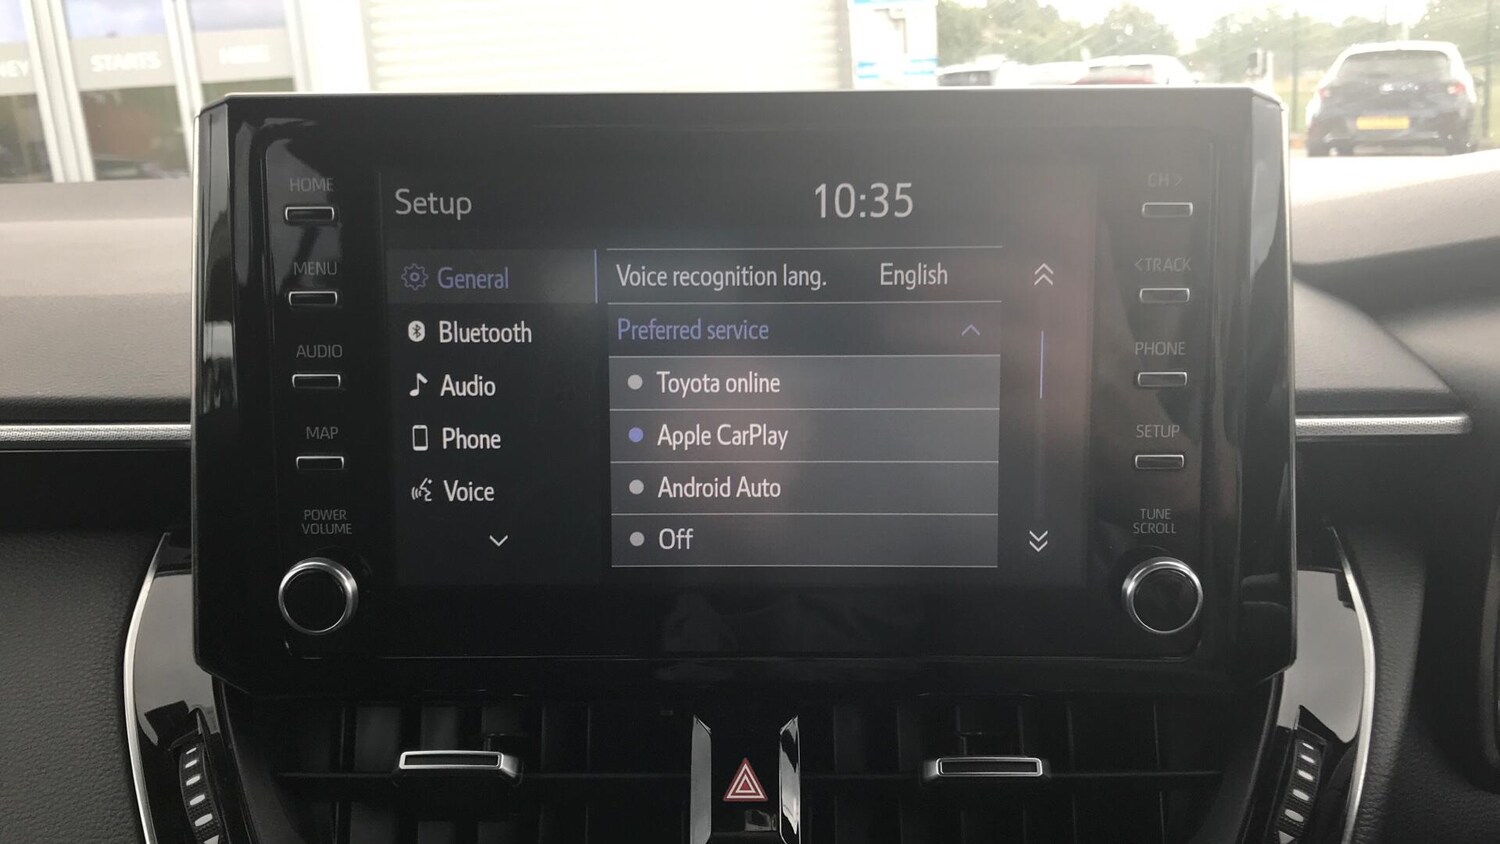 STARTS
HOME
MENU
AUDIO
MAP
POWER
VOLUME
Setup
10:35
General
Bluetooth
Audio
Phone
Voice
Voice recognition lang. English
Preferred service
Toyota online
Apple CarPlay
Android Auto
Off
CH >
< TRACK
PHONE
SETUP
TUNE
SCROLL